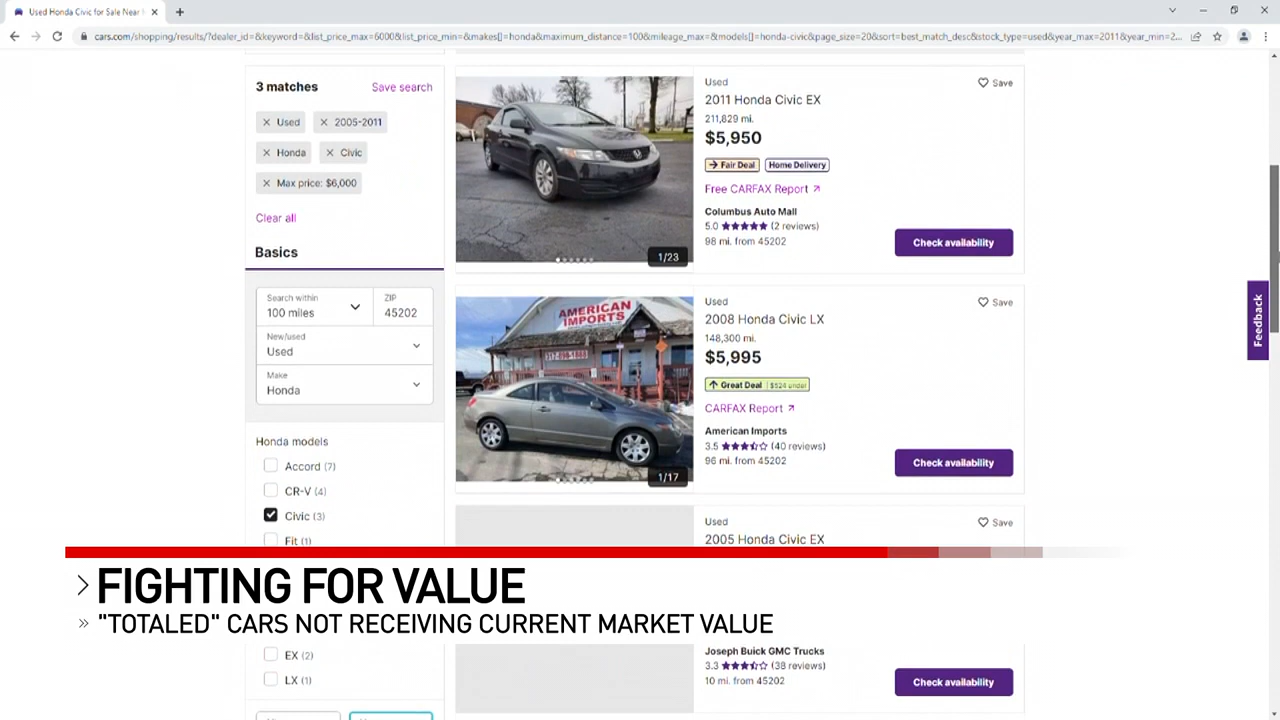 Used Honda Civic for Sale Near
cars.com/shopping/results/?dealer_id=&keyword=&list_price_max=6000&list_price_min=&makes[]=honda&maximum_distance=100&mileage_max=&models[]=honda-civic&page_size=20&sort=best_match_desc&stock_type=used&year_max=2011&year_min=2...
3 matches
Save search
Used
2005-2011
Honda
Civic
Max price: $6,000
Clear all
Basics
Search within
100 miles
ZIP
45202
New/used
Used
Make
Honda
Honda models
Accord (7)
CR-V (4)
Civic (3)
Fit (1)
EX (2)
LX (1)
1/23
Used
Save
2011 Honda Civic EX
211,829 mi.
$5,950
Fair Deal
Home Delivery
Free CARFAX Report
Columbus Auto Mall
5.0 ★★★★★ (2 reviews)
98 mi. from 45202
Check availability
AMERICAN
IMPORTS
1/17
Used
Save
2008 Honda Civic LX
148,300 mi.
$5,995
Great Deal | $524 under
CARFAX Report
American Imports
3.5 (40 reviews)
96 mi. from 45202
Check availability
Used
Save
2005 Honda Civic EX
Joseph Buick GMC Trucks
3.3 (38 reviews)
10 mi. from 45202
Check availability
Feedback
FIGHTING FOR VALUE
"TOTALED" CARS NOT RECEIVING CURRENT MARKET VALUE